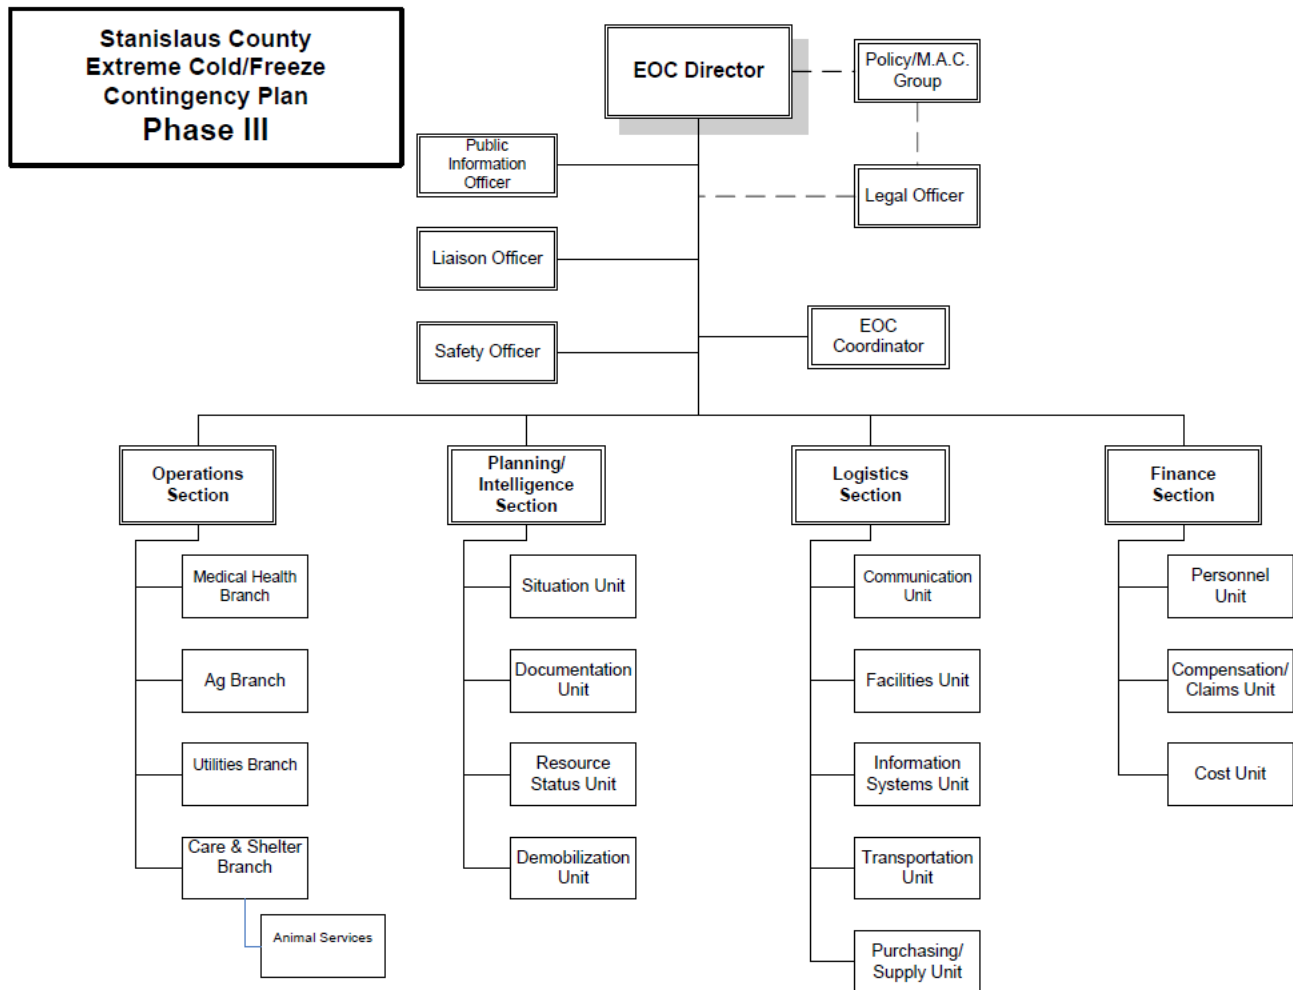 Stanislaus County
Extreme Cold/Freeze
Contingency Plan
Phase III
EOC Director
Policy/M.A.C.
Group
Public
Information
Officer
Legal Officer
Liaison Officer
EOC
Coordinator
Safety Officer
Operations
Section
Planning/
Intelligence
Section
Logistics
Section
Finance
Section
Medical Health
Branch
Situation Unit
Communication
Unit
Personnel
Unit
Ag Branch
Documentation
Unit
Facilities Unit
Compensation/
Claims Unit
Utilities Branch
Resource
Status Unit
Information
Systems Unit
Cost Unit
Care & Shelter
Branch
Demobilization
Unit
Transportation
Unit
Animal Services
Purchasing/
Supply Unit